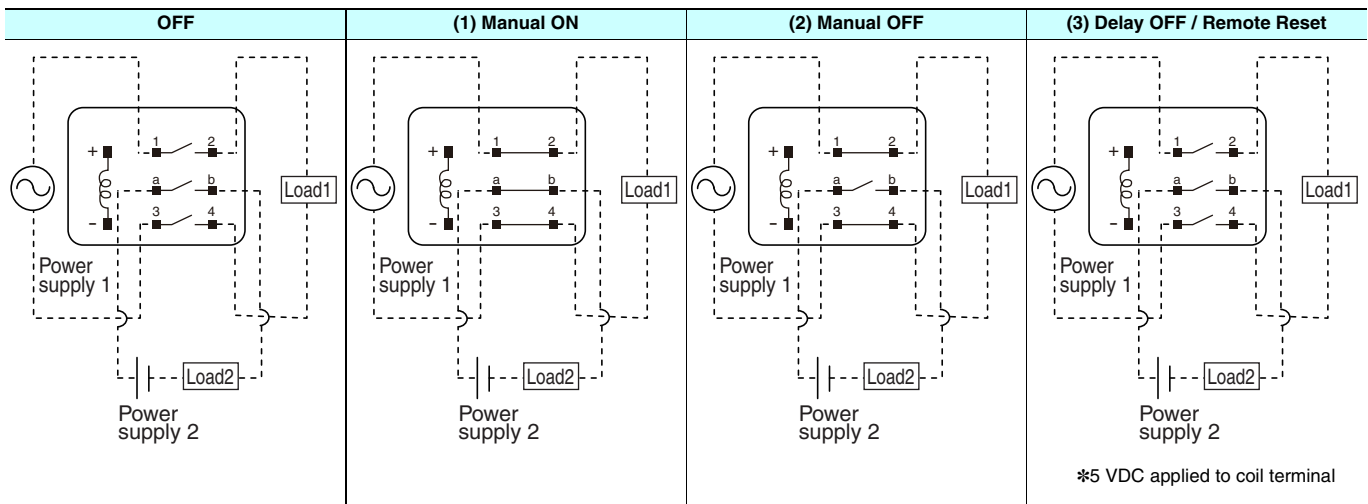 OFF
+
1
2
a
b
-
3
4
Load1
Power
supply 1
Load2
Power
supply 2
(1) Manual ON
+
1
2
a
b
-
3
4
Load1
Power
supply 1
Load2
Power
supply 2
(2) Manual OFF
+
1
2
a
b
-
3
4
Load1
Power
supply 1
Load2
Power
supply 2
(3) Delay OFF / Remote Reset
+
1
2
a
b
-
3
4
Load1
Power
supply 1
Load2
Power
supply 2
✻5 VDC applied to coil terminal